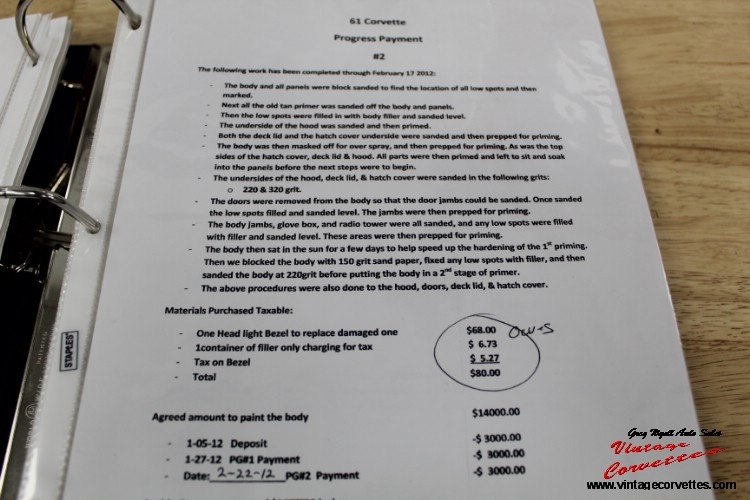 61 Corvette
Progress Payment
#2
The following work has been completed through February 17 2012:
- The body and all panels were block sanded to find the location of all low spots and then
marked.
- Next all the old tan primer was sanded off the body and panels.
- Then the low spots were filled in with body filler and sanded level.
- The underside of the hood was sanded and then primed.
- Both the deck lid and the hatch cover underside were sanded and then prepped for priming.
- The body was then masked off for over spray, and then prepped for priming. As was the top
sides of the hatch cover, deck lid & hood. All parts were then primed and left to sit and soak
into the panels before the next steps were to begin.
- The undersides of the hood, deck lid, & hatch cover were sanded in the following grits:
o 220 & 320 grit.
- The doors were removed from the body so that the door jambs could be sanded. Once sanded
the low spots filled and sanded level. The jambs were then prepped for priming.
- The body jambs, glove box, and radio tower were all sanded, and any low spots were filled
with filler and sanded level. These areas were then prepped for priming.
- The body then sat in the sun for a few days to help speed up the hardening of the 1st priming.
Then we blocked the body with 150 grit sand paper, fixed any low spots with filler, and then
sanded the body at 220grit before putting the body in a 2nd stage of primer.
- The above procedures were also done to the hood, doors, deck lid, & hatch cover.
Materials Purchased Taxable:
- One Head light Bezel to replace damaged one $68.00 owes
- 1container of filler only charging for tax $ 6.73
- Tax on Bezel $ 5.27
- Total $80.00
Agreed amount to paint the body $14000.00
- 1-05-12 Deposit -$ 3000.00
- 1-27-12 PG#1 Payment -$ 3000.00
- Date: 2-22-12 PG#2 Payment -$ 3000.00
STAPLES
Greg Wyatt Auto Sales
Vintage
Corvettes
www.vintagecorvettes.com